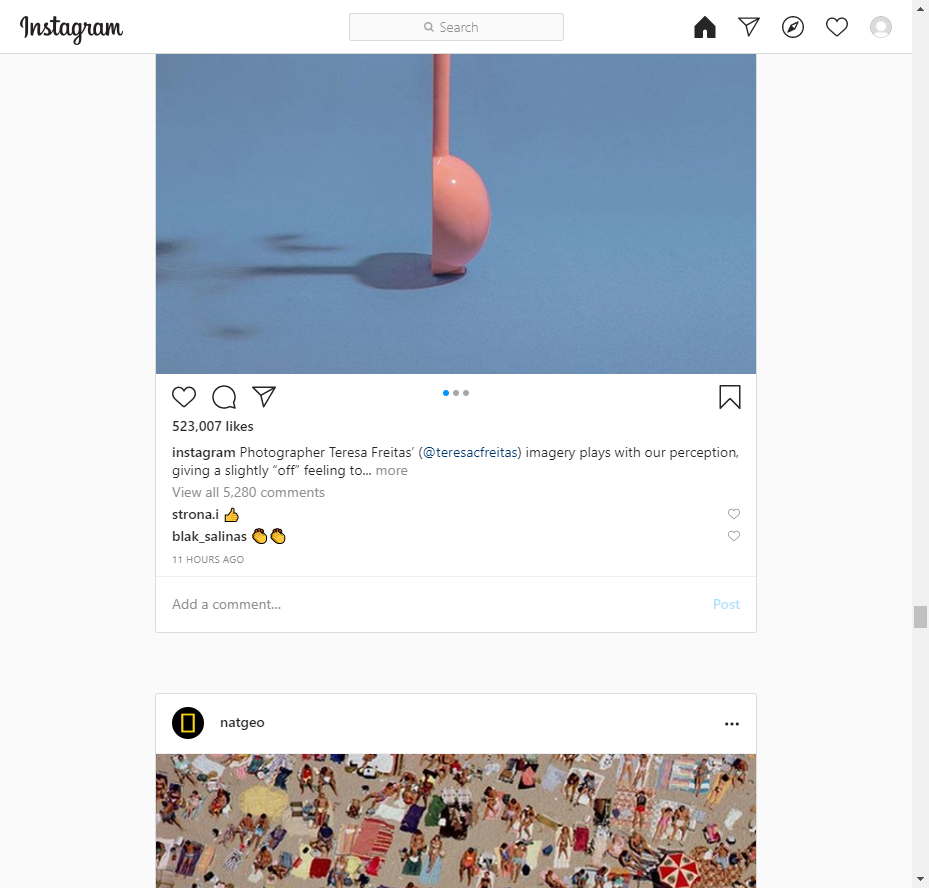 Instagram
Search
523,007 likes
instagram Photographer Teresa Freitas’ (@teresacfreitas) imagery plays with our perception,
giving a slightly “off” feeling to... more
View all 5,280 comments
strona.i 👍
blak_salinas 👏👏
11 HOURS AGO
Add a comment...
Post
natgeo